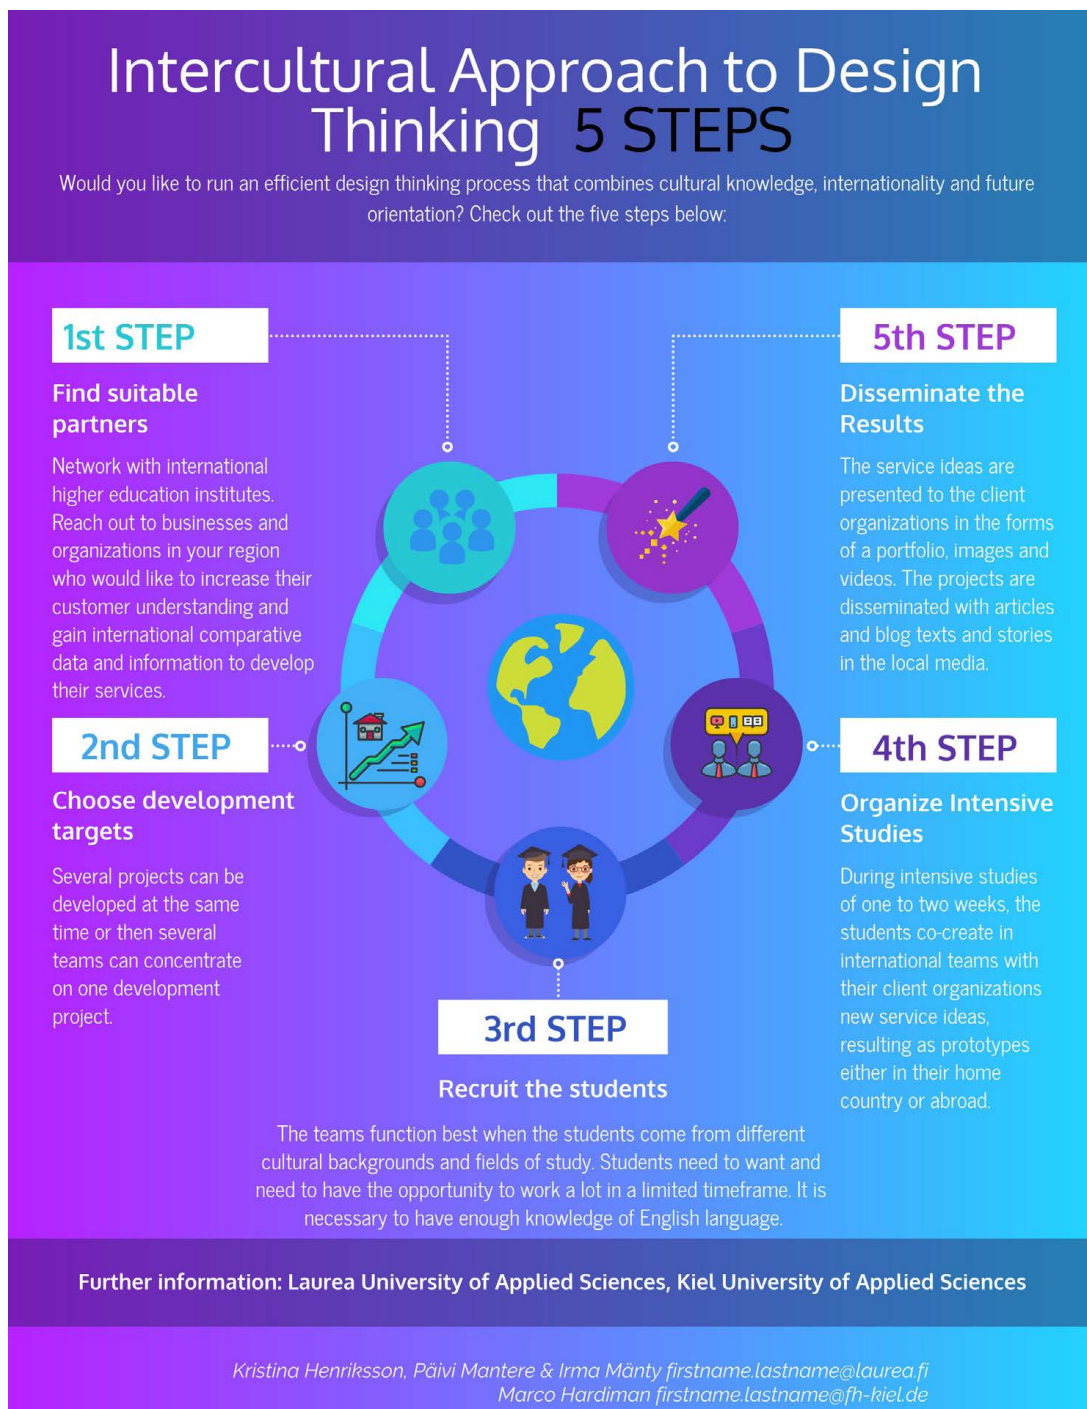 Intercultural Approach to Design
Thinking 5 STEPS
Would you like to run an efficient design thinking process that combines cultural knowledge, internationality and future
orientation? Check out the five steps below:
1st STEP
Find suitable
partners
Network with international
higher education institutes.
Reach out to businesses and
organizations in your region
who would like to increase their
customer understanding and
gain international comparative
data and information to develop
their services.
2nd STEP
Choose development
targets
Several projects can be
developed at the same
time or then several
teams can concentrate
on one development
project.
3rd STEP
Recruit the students
The teams function best when the students come from different
cultural backgrounds and fields of study. Students need to want and
need to have the opportunity to work a lot in a limited timeframe. It is
necessary to have enough knowledge of English language.
4th STEP
Organize Intensive
Studies
During intensive studies
of one to two weeks, the
students co-create in
international teams with
their client organizations
new service ideas,
resulting as prototypes
either in their home
country or abroad.
5th STEP
Disseminate the
Results
The service ideas are
presented to the client
organizations in the forms
of a portfolio, images and
videos. The projects are
disseminated with articles
and blog texts and stories
in the local media.
Further information: Laurea University of Applied Sciences, Kiel University of Applied Sciences
Kristina Henriksson, Päivi Mantere & Irma Mänty firstname.lastname@laurea.fi
Marco Hardiman firstname.lastname@fh-kiel.de